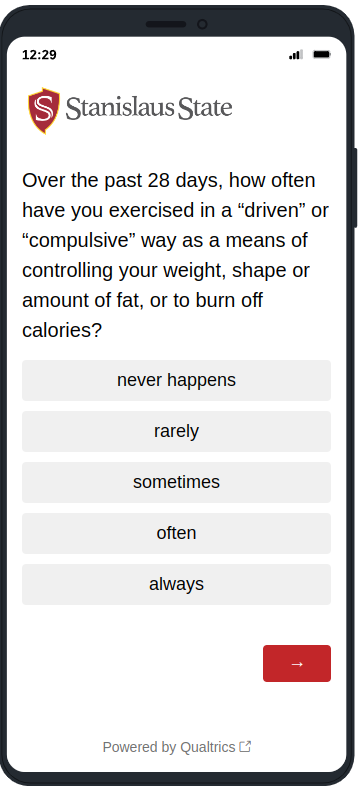 12:29
S Stanislaus State
Over the past 28 days, how often
have you exercised in a “driven” or
“compulsive” way as a means of
controlling your weight, shape or
amount of fat, or to burn off
calories?
never happens
rarely
sometimes
often
always
→
Powered by Qualtrics